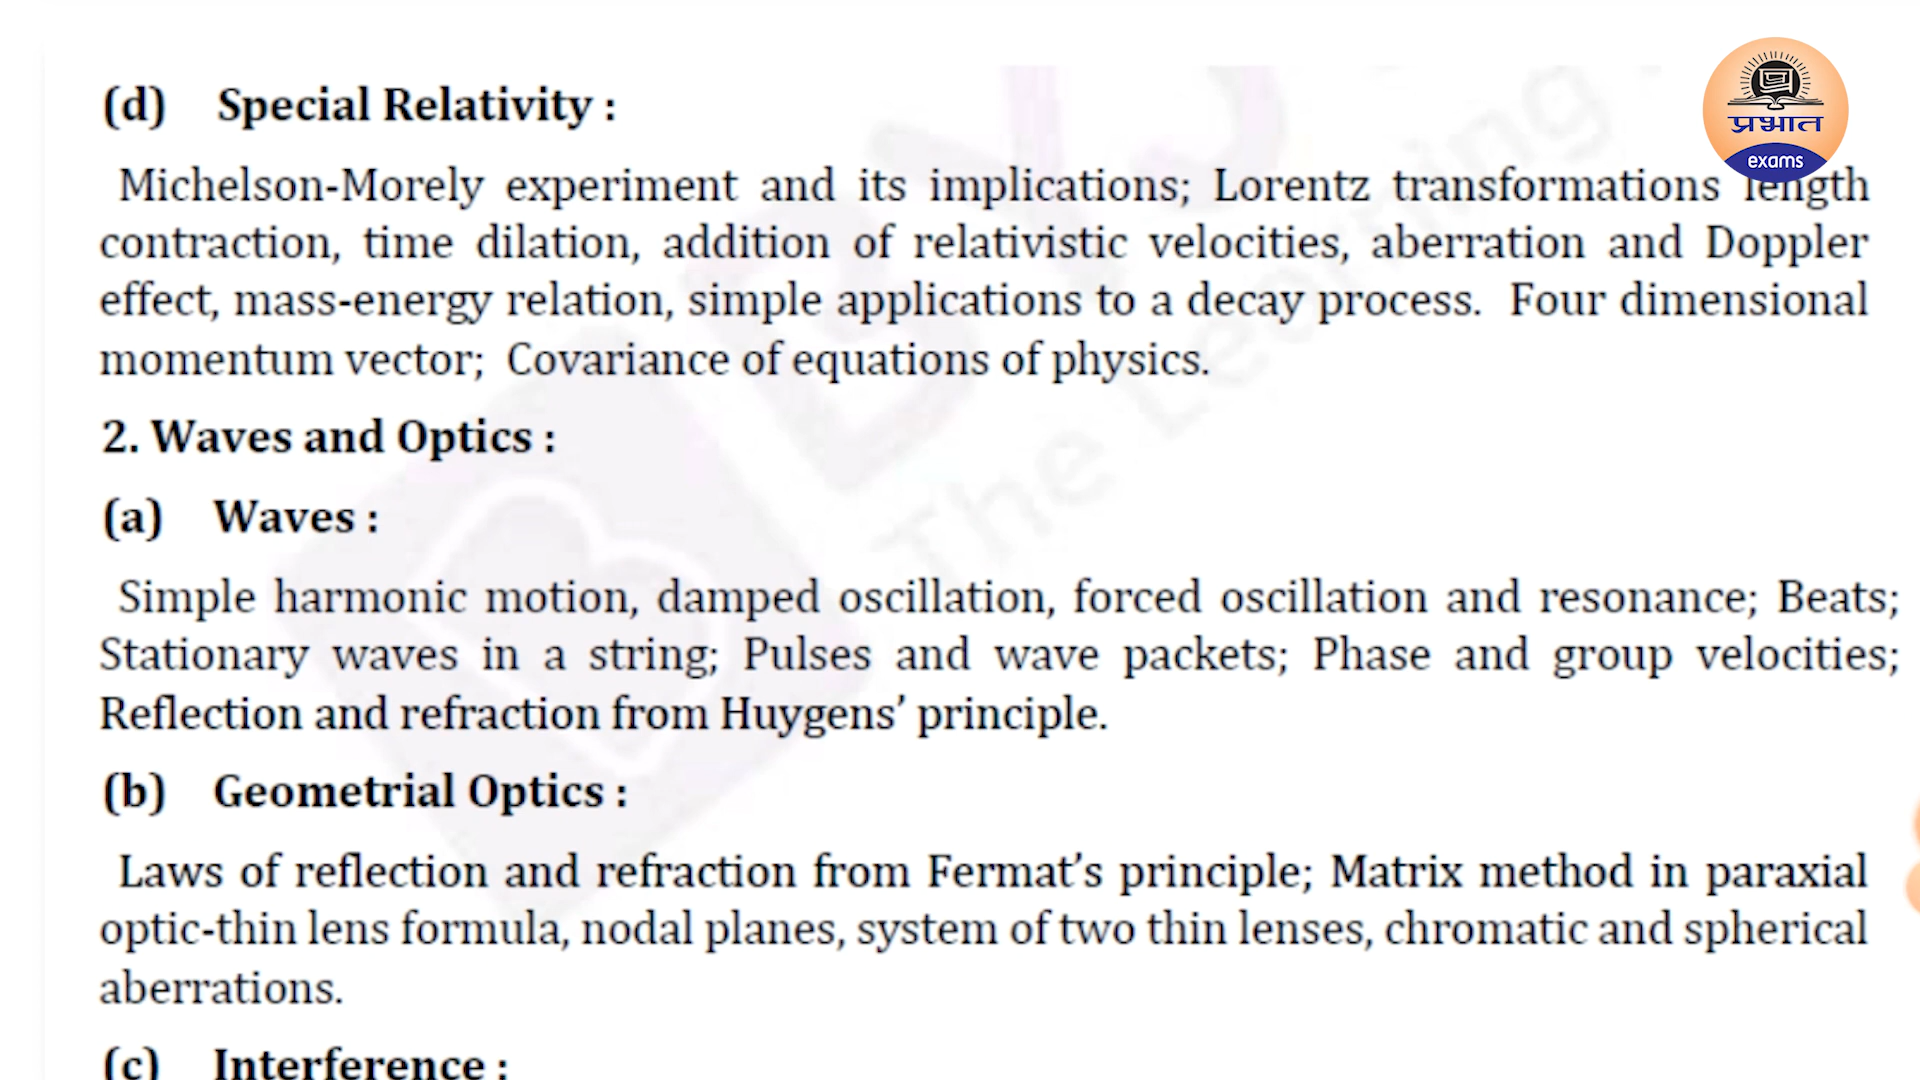 प्रभात
exams
(d) Special Relativity :
Michelson-Morely experiment and its implications; Lorentz transformations length
contraction, time dilation, addition of relativistic velocities, aberration and Doppler
effect, mass-energy relation, simple applications to a decay process. Four dimensional
momentum vector; Covariance of equations of physics.
2. Waves and Optics :
(a) Waves :
Simple harmonic motion, damped oscillation, forced oscillation and resonance; Beats;
Stationary waves in a string; Pulses and wave packets; Phase and group velocities;
Reflection and refraction from Huygens’ principle.
(b) Geometrial Optics :
Laws of reflection and refraction from Fermat’s principle; Matrix method in paraxial
optic-thin lens formula, nodal planes, system of two thin lenses, chromatic and spherical
aberrations.
(c) Interference :
The Learning